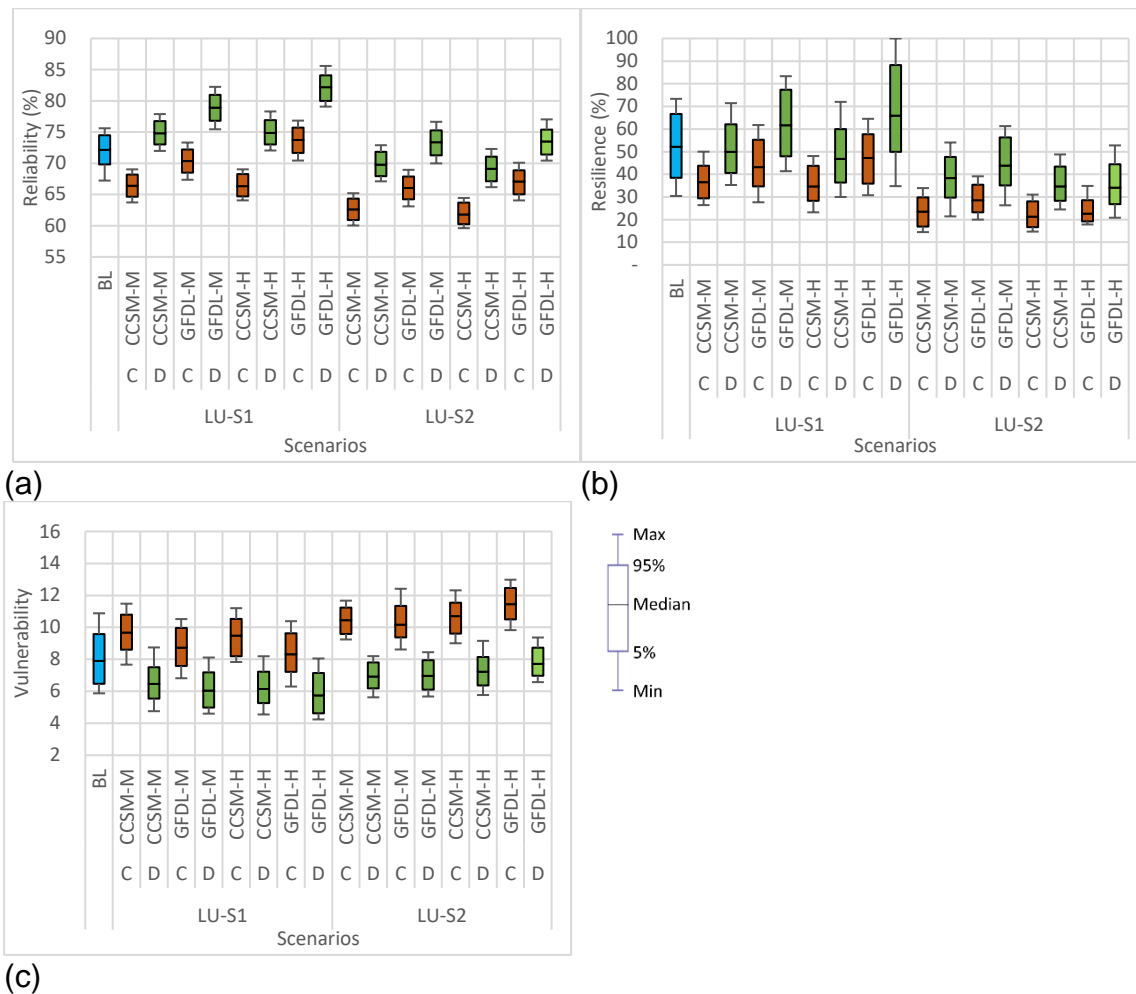 Reliability (%)
90
85
80
75
70
65
60
55
BL
CCSM-M
CCSM-M
GFDL-M
GFDL-M
CCSM-H
CCSM-H
GFDL-H
GFDL-H
CCSM-M
CCSM-M
GFDL-M
GFDL-M
CCSM-H
CCSM-H
GFDL-H
GFDL-H
C D C D C D C D C D C D C D C D
LU-S1 LU-S2
Scenarios
(a)
Resilience (%)
100
90
80
70
60
50
40
30
20
10
-
BL
CCSM-M
CCSM-M
GFDL-M
GFDL-M
CCSM-H
CCSM-H
GFDL-H
GFDL-H
CCSM-M
CCSM-M
GFDL-M
GFDL-M
CCSM-H
CCSM-H
GFDL-H
GFDL-H
C D C D C D C D C D C D C D C D
LU-S1 LU-S2
Scenarios
(b)
Vulnerability
16
14
12
10
8
6
4
2
BL
CCSM-M
CCSM-M
GFDL-M
GFDL-M
CCSM-H
CCSM-H
GFDL-H
GFDL-H
CCSM-M
CCSM-M
GFDL-M
GFDL-M
CCSM-H
CCSM-H
GFDL-H
GFDL-H
C D C D C D C D C D C D C D C D
LU-S1 LU-S2
Scenarios
(c)
Max
95%
Median
5%
Min